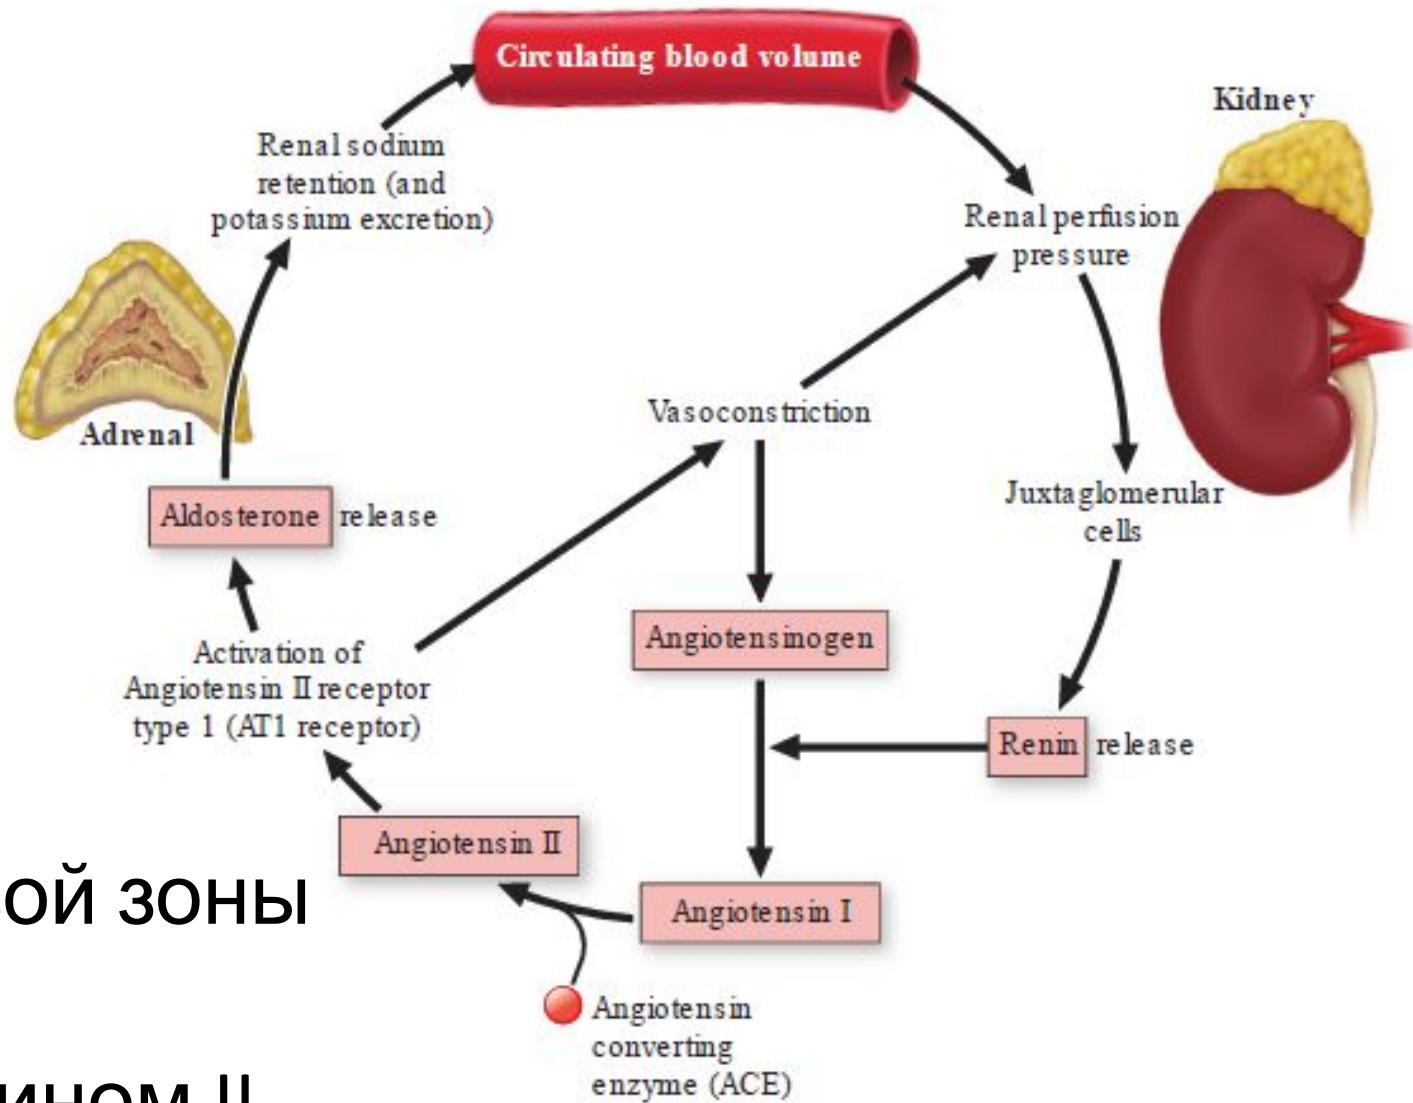 Circulating blood volume
Kidney
Renal sodium
retention (and
potassium excretion)
Renal perfusion
pressure
Adrenal
Vasoconstriction
Juxtaglomerular
cells
Aldosterone release
Angiotensinogen
Activation of
Angiotensin II receptor
type 1 (AT1 receptor)
Renin release
Angiotensin II
зоны
Angiotensin I
Angiotensin
converting
enzyme (ACE)
II